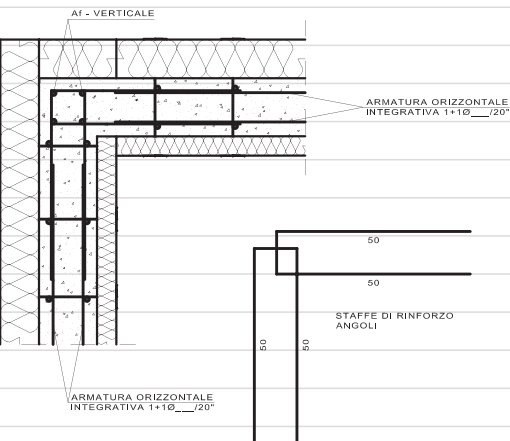 Af - VERTICALE
ARMATURA ORIZZONTALE
INTEGRATIVA 1+1Ø___/20"
50
50
STAFFE DI RINFORZO
ANGOLI
50
50
ARMATURA ORIZZONTALE
INTEGRATIVA 1+1Ø___/20"